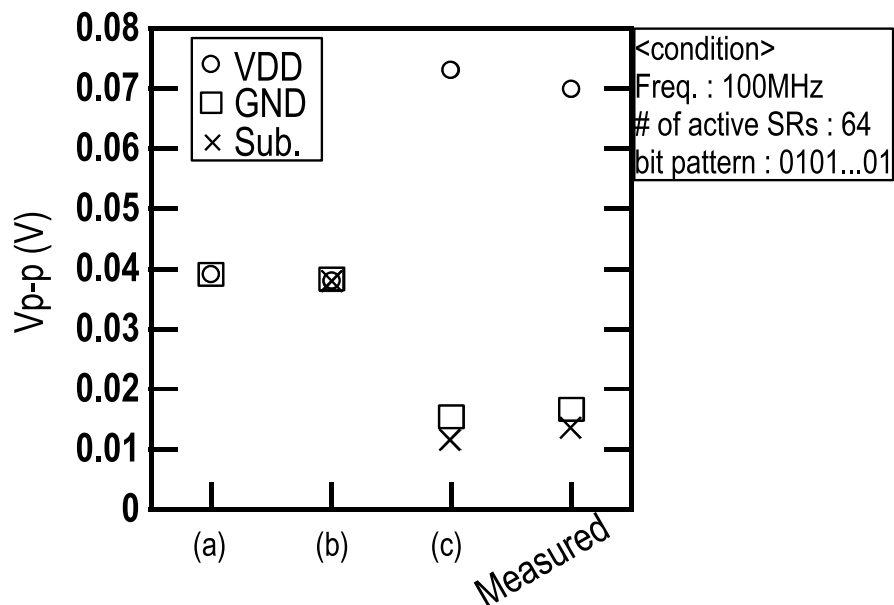 0.08
0.07
0.06
0.05
0.04
0.03
0.02
0.01
0
Vp-p (V)
VDD
GND
Sub.
<condition>
Freq. : 100MHz
# of active SRs : 64
bit pattern : 0101...01
(a)
(b)
(c)
Measured